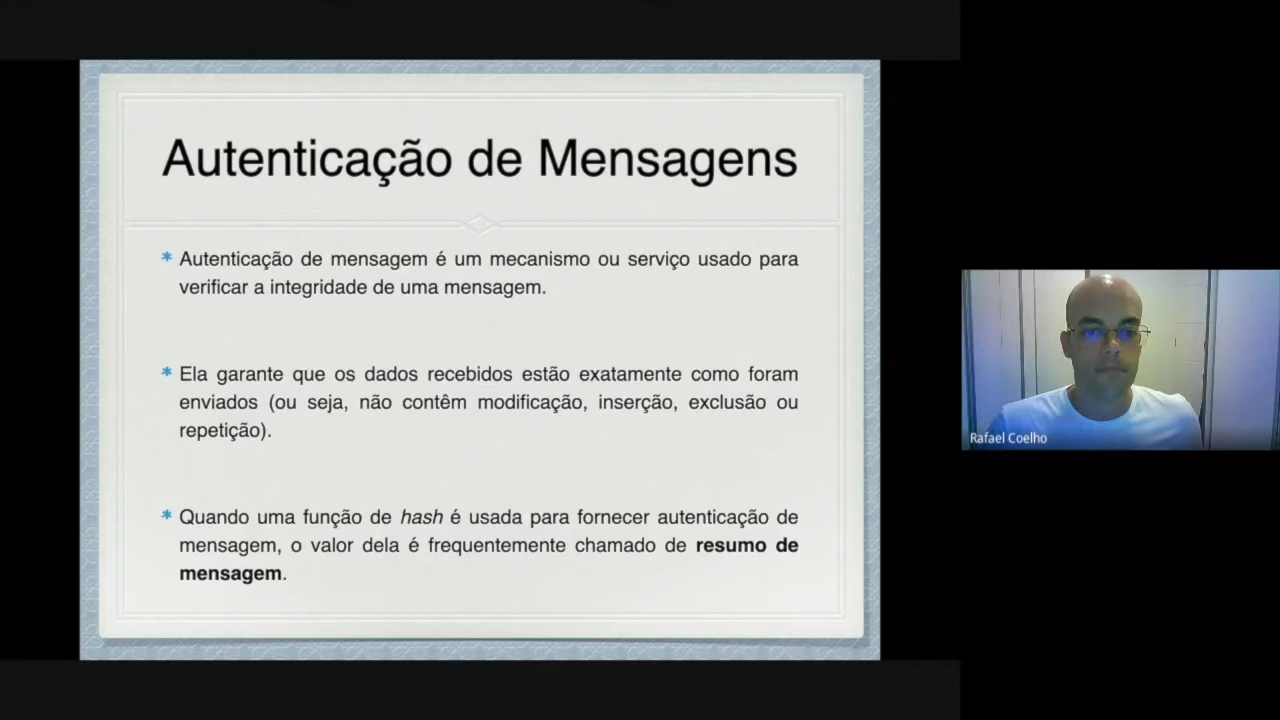 Autenticação de Mensagens
* Autenticação de mensagem é um mecanismo ou serviço usado para
verificar a integridade de uma mensagem.
* Ela garante que os dados recebidos estão exatamente como foram
enviados (ou seja, não contêm modificação, inserção, exclusão ou
repetição).
* Quando uma função de hash é usada para fornecer autenticação de
mensagem, o valor dela é frequentemente chamado de resumo de
mensagem.
Rafael Coelho